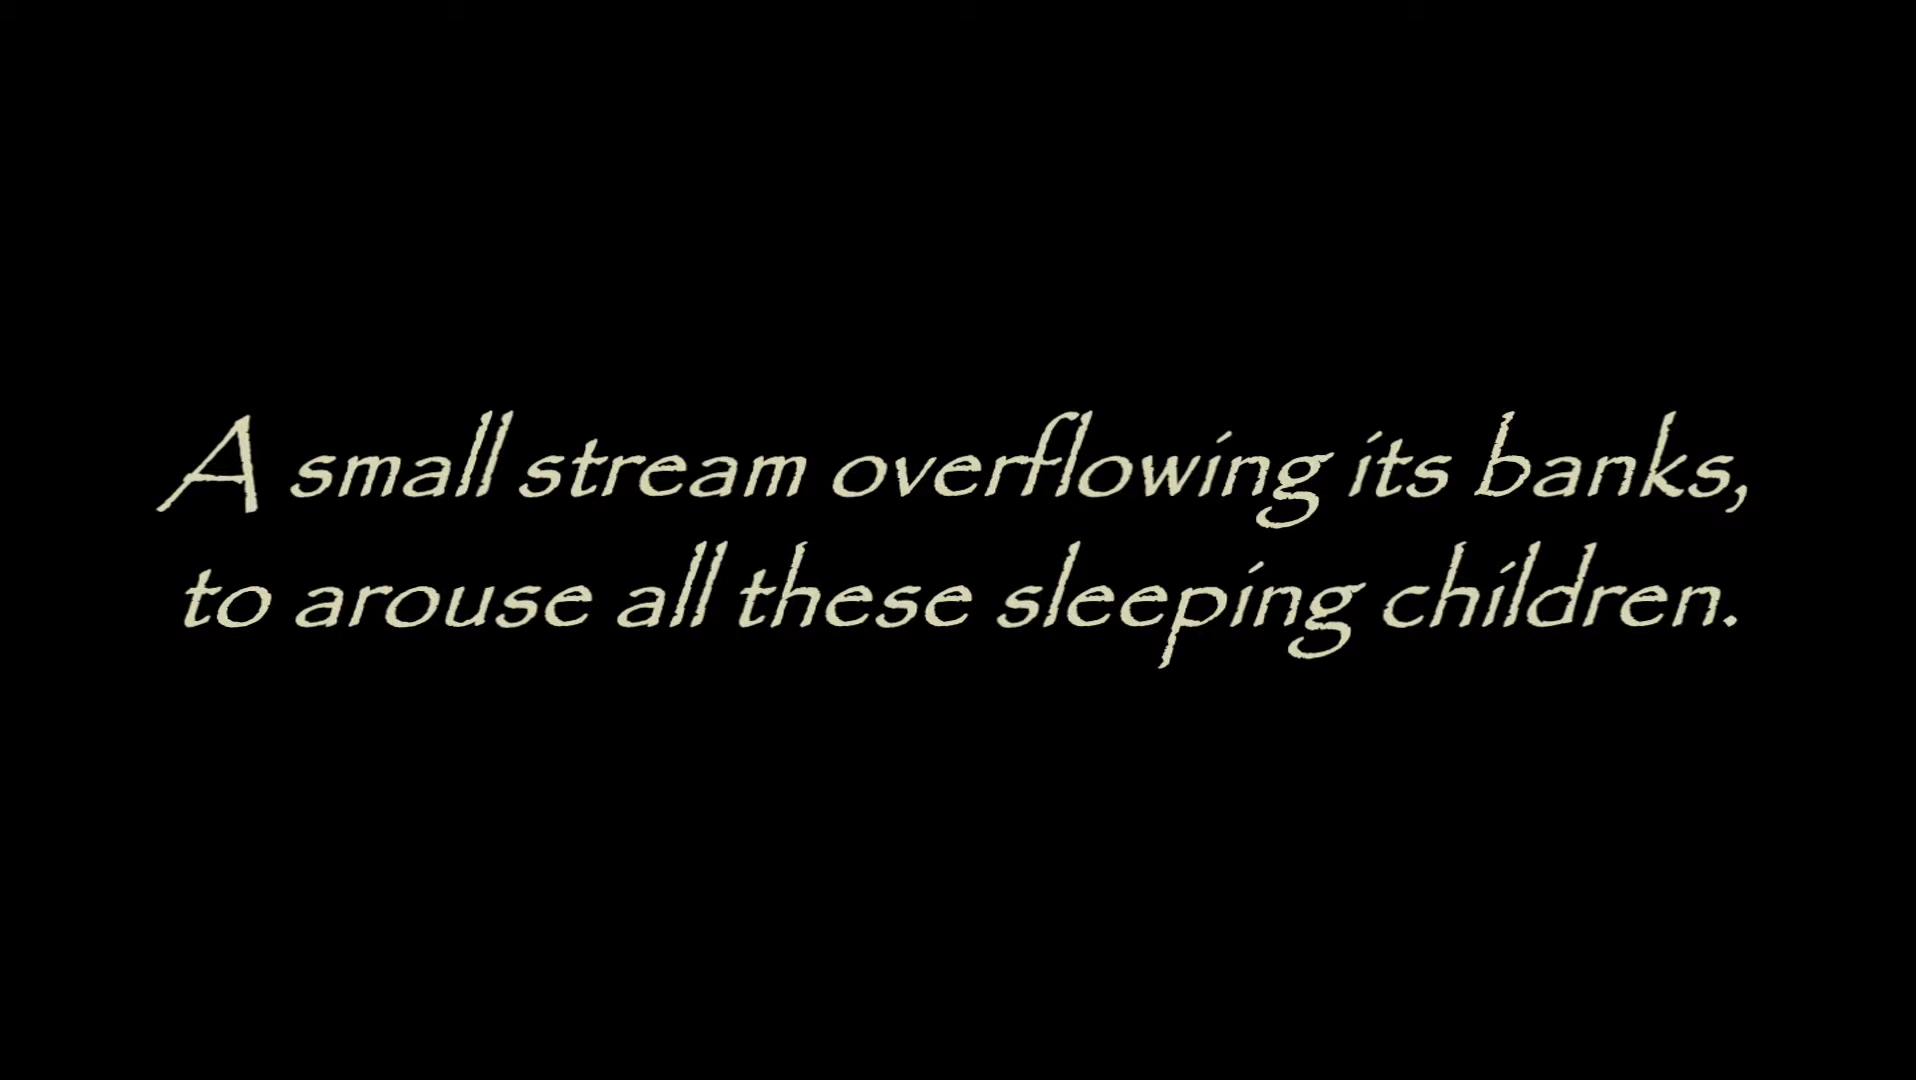 A small stream overflowing its banks,
to arouse all these sleeping children.